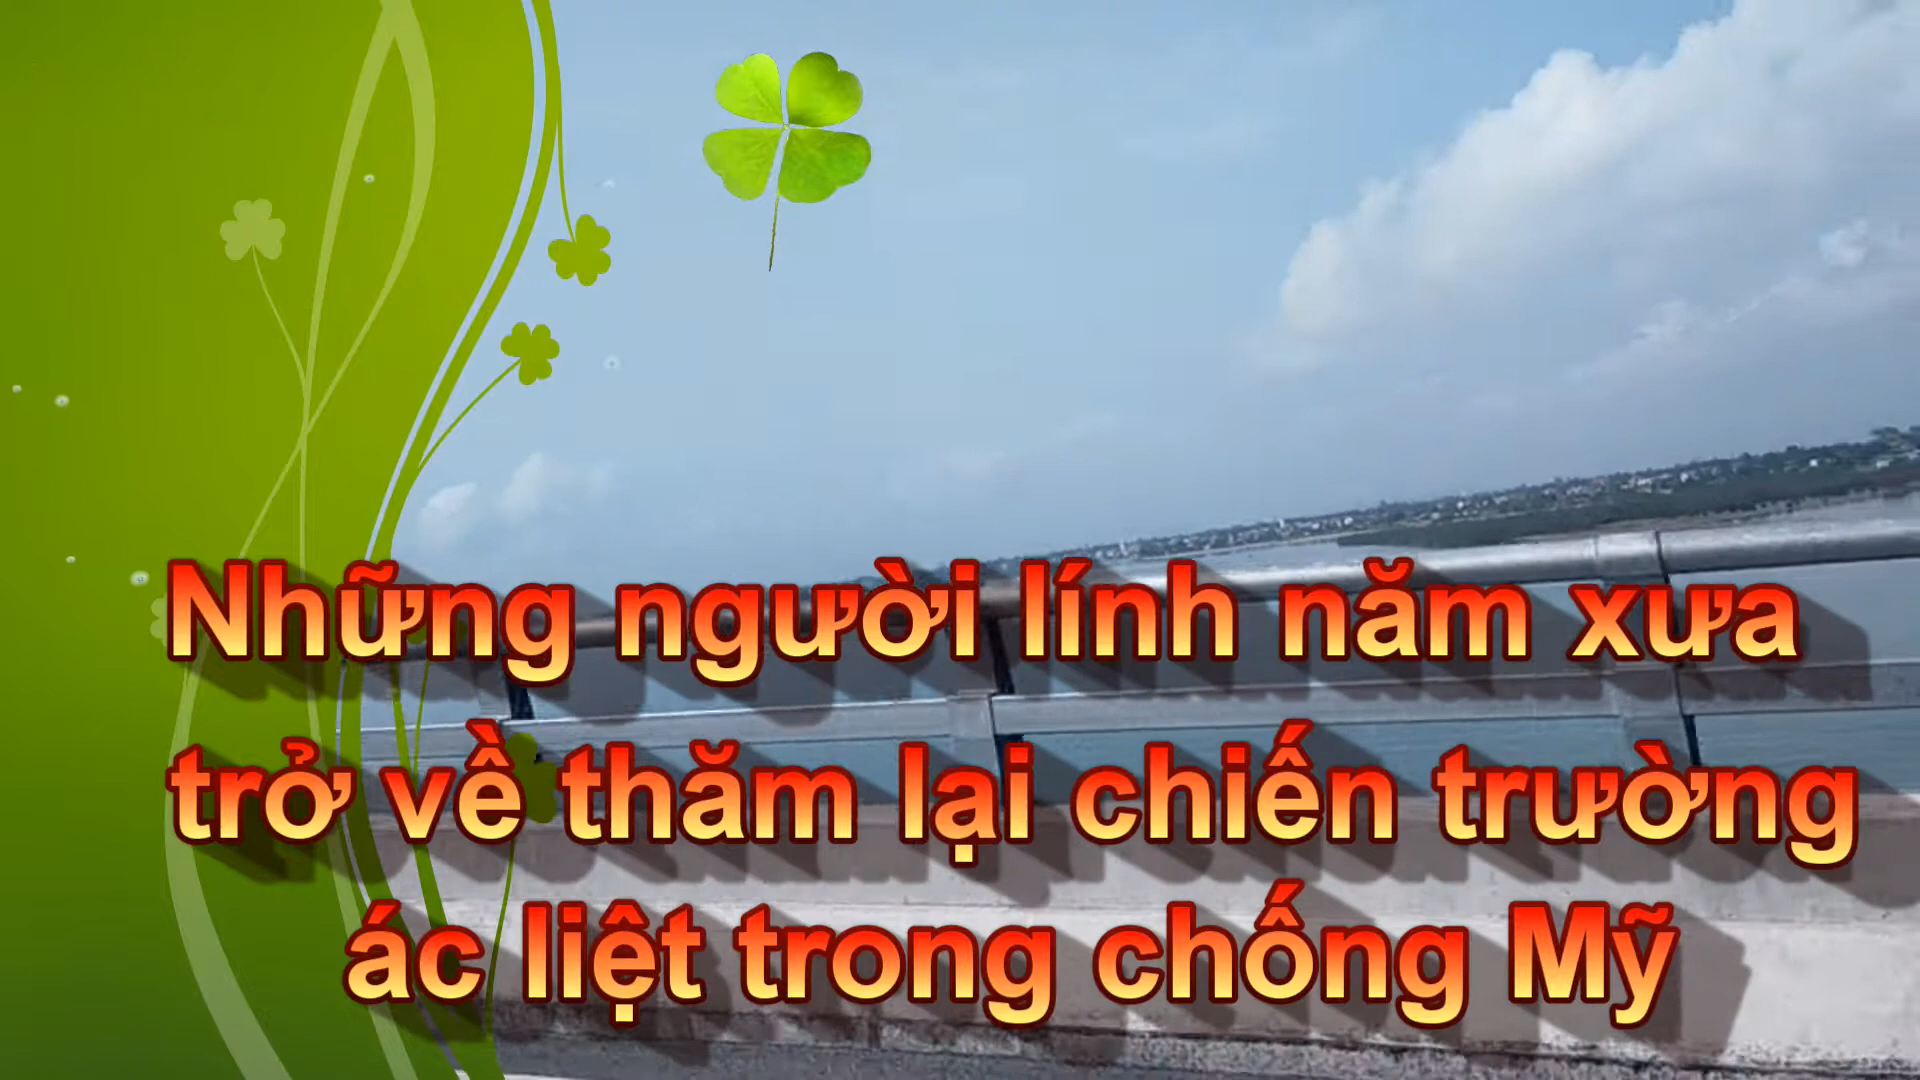 Những người lính năm xưa
trở về thăm lại chiến trường
ác liệt trong chống Mỹ